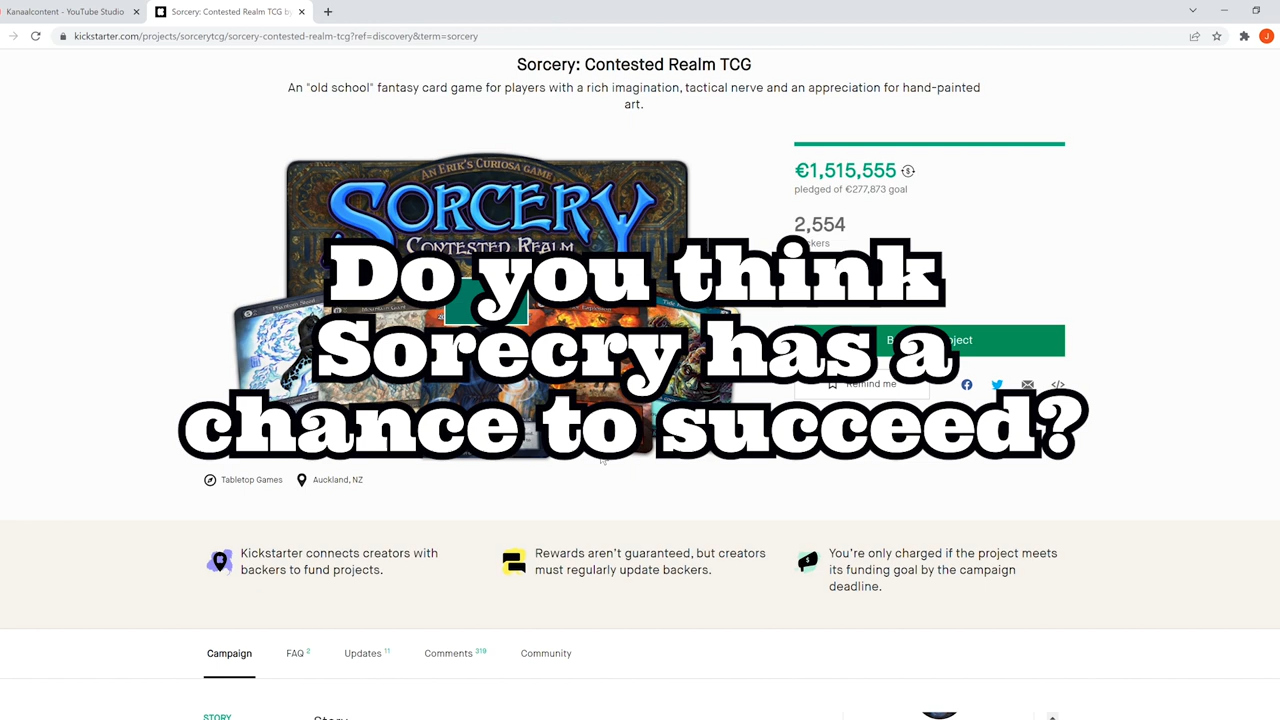 Kanaalcontent - YouTube Studio
Sorcery: Contested Realm TCG by
kickstarter.com/projects/sorcerytcg/sorcery-contested-realm-tcg?ref=discovery&term=sorcery
J
Sorcery: Contested Realm TCG
An "old school" fantasy card game for players with a rich imagination, tactical nerve and an appreciation for hand-painted
art.
AN ERIK'S CURIOSA GAME
SORCERY
CONTESTED REALM
€1,515,555
pledged of €277,873 goal
2,554
Do you think
Sorecry has a
chance to succeed?
Remind me
Tabletop Games
Auckland, NZ
Kickstarter connects creators with
backers to fund projects.
Rewards aren't guaranteed, but creators
must regularly update backers.
You're only charged if the project meets
its funding goal by the campaign
deadline.
Campaign
FAQ 2
Updates 11
Comments 319
Community
STORY
Story